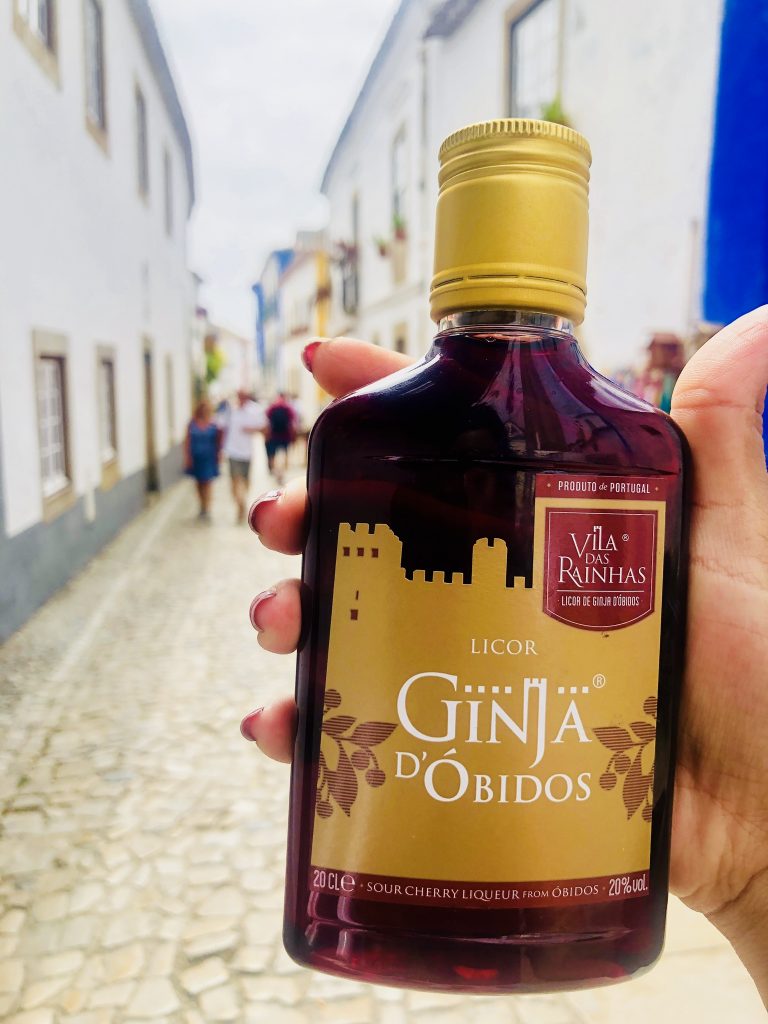 PRODUTO de PORTUGAL
VILA®
DAS
RAINHAS
LICOR DE GINJA D'ÓBIDOS
LICOR
GINJA®
D'ÓBIDOS
20 CL℮ • SOUR CHERRY LIQUEUR FROM ÓBIDOS • 20% vol.